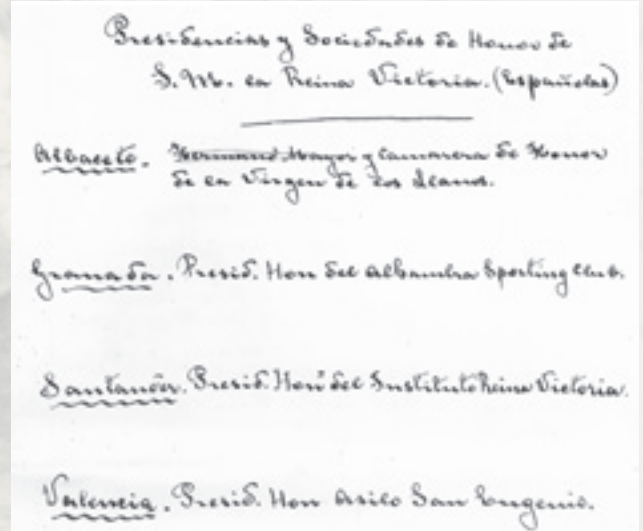 Presidencias y Sociedades de Honor de
S. M. la Reina Victoria. (Españolas)
Albacete. Hermana Mayor y Camarera de Honor
de la Virgen de los Llanos.
Granada. Presid. Hon del Alhambra Sporting Club.
Santander. Presid. Honº del Instituto Reina Victoria.
Valencia. Presid. Hon Asilo San Eugenio.